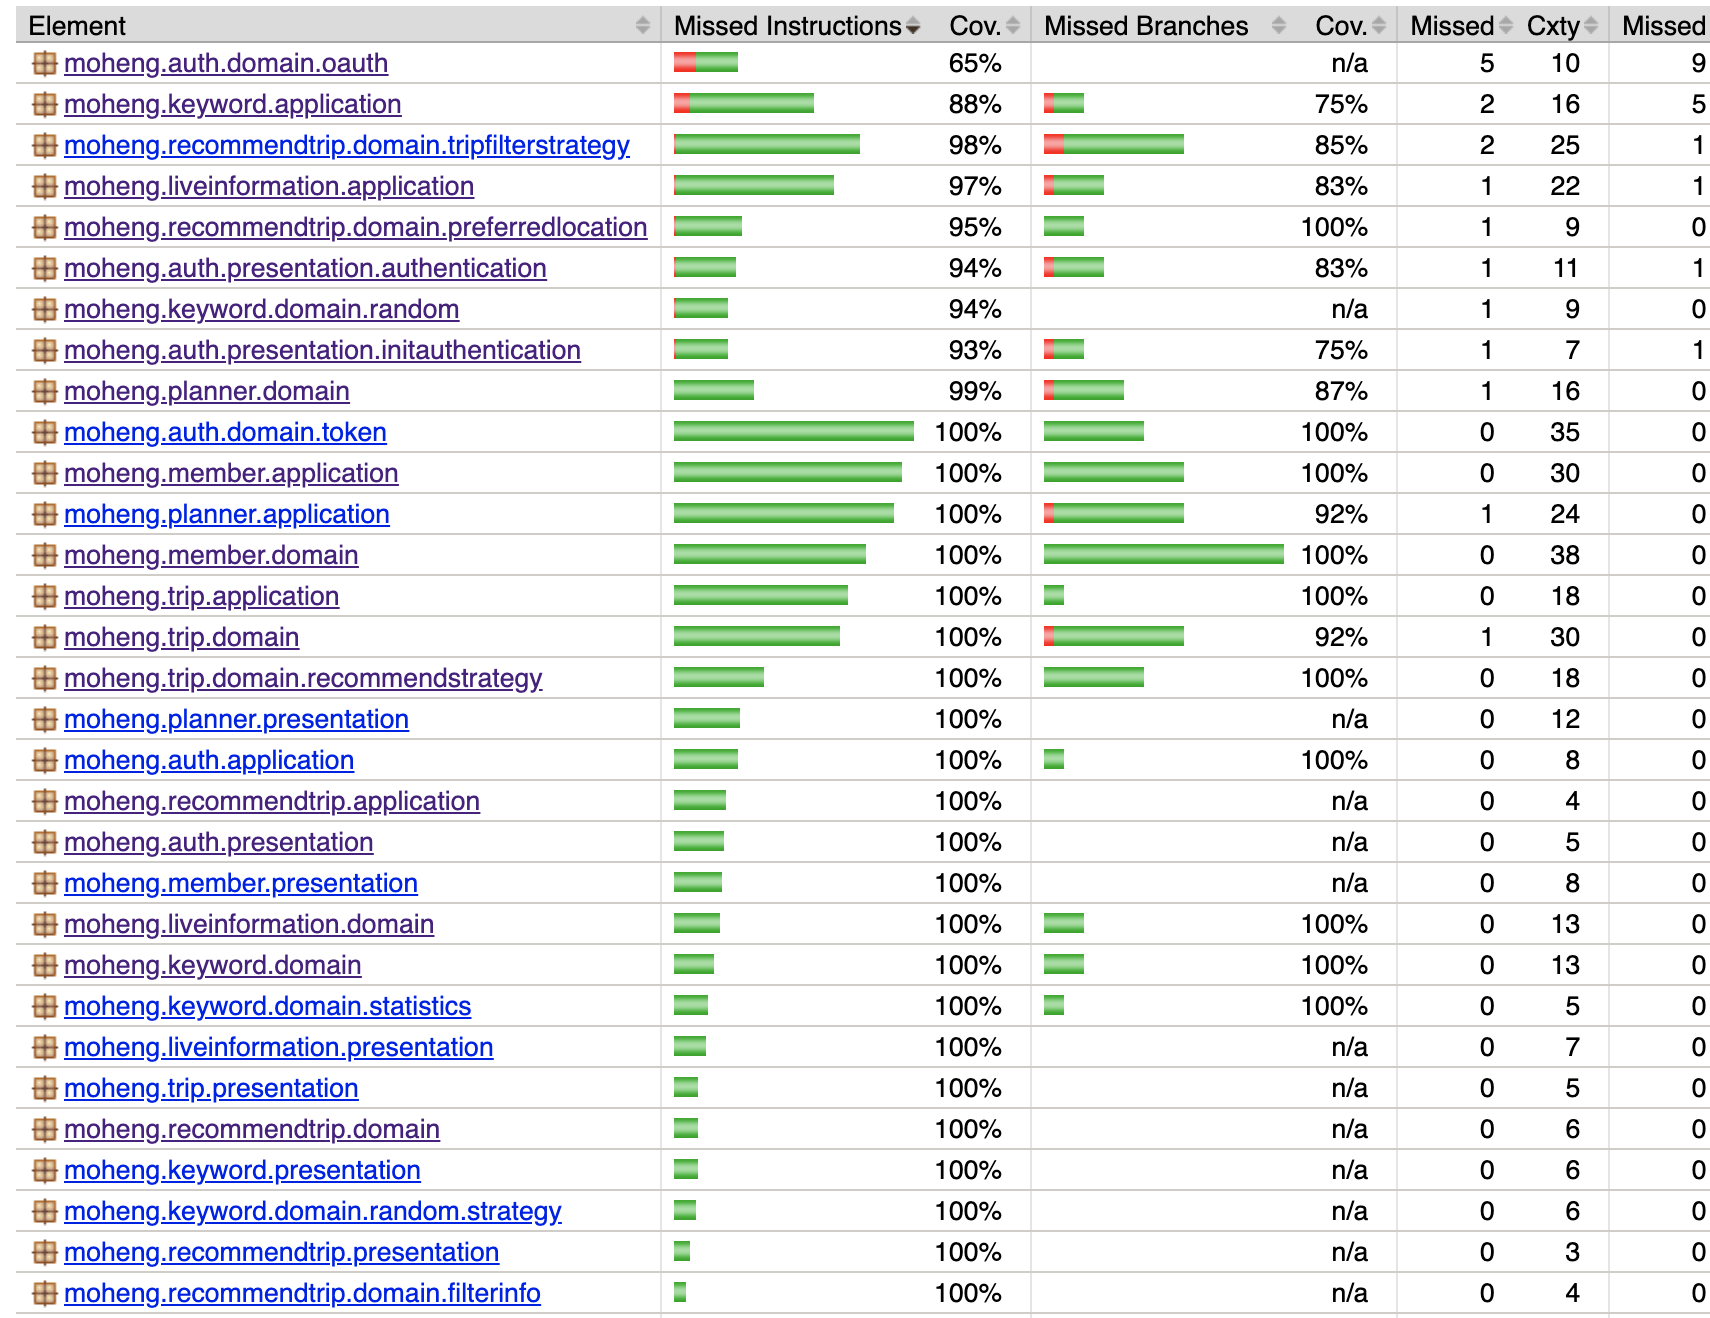 Element Missed Instructions Cov. Missed Branches Cov. Missed Cxty Missed
moheng.auth.domain.oauth 65% n/a 5 10 9
moheng.keyword.application 88% 75% 2 16 5
moheng.recommendtrip.domain.tripfilterstrategy 98% 85% 2 25 1
moheng.liveinformation.application 97% 83% 1 22 1
moheng.recommendtrip.domain.preferredlocation 95% 100% 1 9 0
moheng.auth.presentation.authentication 94% 83% 1 11 1
moheng.keyword.domain.random 94% n/a 1 9 0
moheng.auth.presentation.initauthentication 93% 75% 1 7 1
moheng.planner.domain 99% 87% 1 16 0
moheng.auth.domain.token 100% 100% 0 35 0
moheng.member.application 100% 100% 0 30 0
moheng.planner.application 100% 92% 1 24 0
moheng.member.domain 100% 100% 0 38 0
moheng.trip.application 100% 100% 0 18 0
moheng.trip.domain 100% 92% 1 30 0
moheng.trip.domain.recommendstrategy 100% 100% 0 18 0
moheng.planner.presentation 100% n/a 0 12 0
moheng.auth.application 100% 100% 0 8 0
moheng.recommendtrip.application 100% n/a 0 4 0
moheng.auth.presentation 100% n/a 0 5 0
moheng.member.presentation 100% n/a 0 8 0
moheng.liveinformation.domain 100% 100% 0 13 0
moheng.keyword.domain 100% 100% 0 13 0
moheng.keyword.domain.statistics 100% 100% 0 5 0
moheng.liveinformation.presentation 100% n/a 0 7 0
moheng.trip.presentation 100% n/a 0 5 0
moheng.recommendtrip.domain 100% n/a 0 6 0
moheng.keyword.presentation 100% n/a 0 6 0
moheng.keyword.domain.random.strategy 100% n/a 0 6 0
moheng.recommendtrip.presentation 100% n/a 0 3 0
moheng.recommendtrip.domain.filterinfo 100% n/a 0 4 0